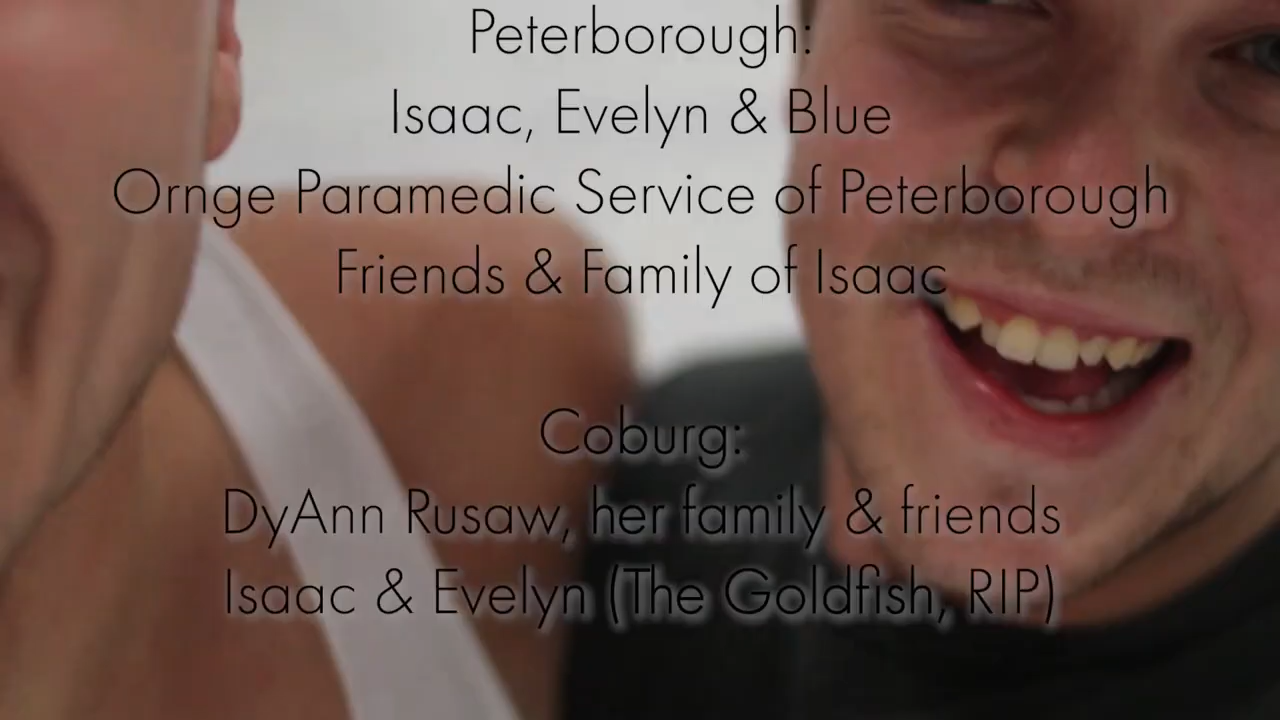 Peterborough:
Isaac, Evelyn & Blue
Ornge Paramedic Service of Peterborough
Friends & Family of Isaac
Coburg:
DyAnn Rusaw, her family & friends
Isaac & Evelyn (The Goldfish, RIP)